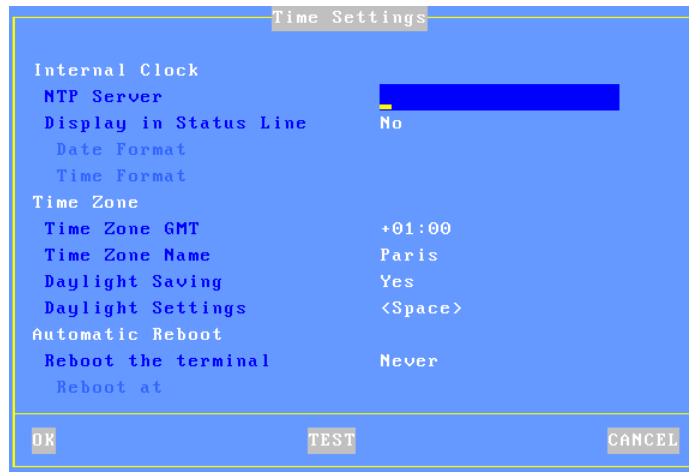 Time Settings
Internal Clock
NTP Server
Display in Status Line No
Date Format
Time Format
Time Zone
Time Zone GMT +01:00
Time Zone Name Paris
Daylight Saving Yes
Daylight Settings <Space>
Automatic Reboot
Reboot the terminal Never
Reboot at
OK TEST CANCEL